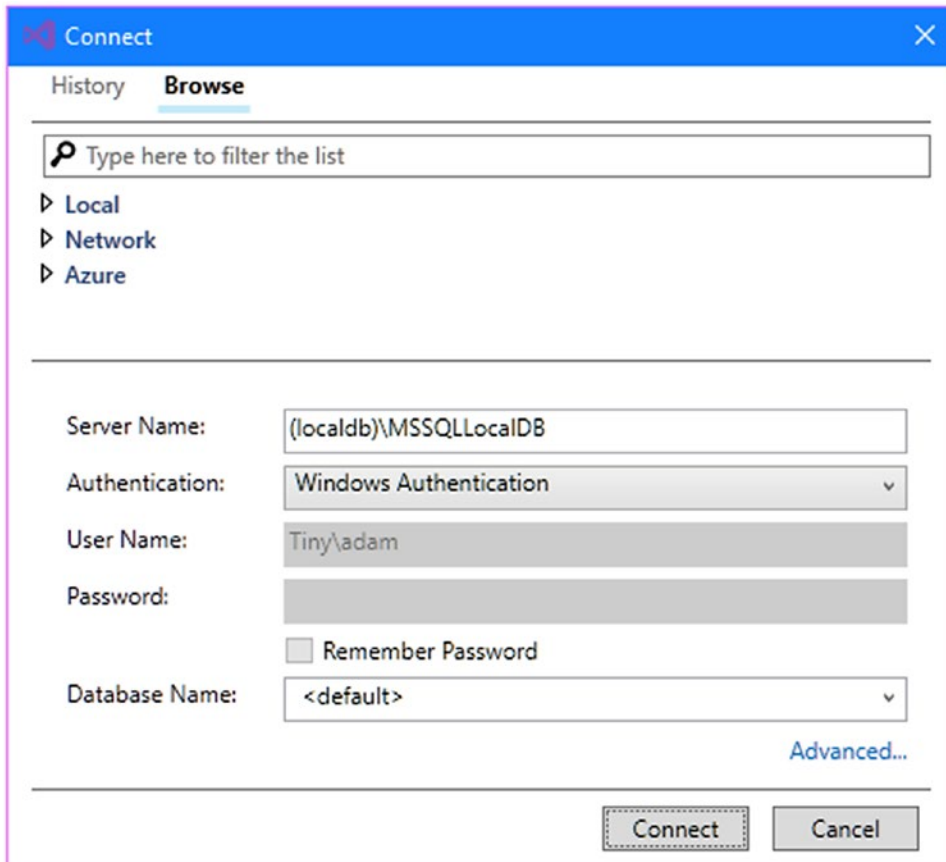 Connect
History Browse
Type here to filter the list
Local
Network
Azure
Server Name: (localdb)\MSSQLLocalDB
Authentication: Windows Authentication
User Name: Tiny\adam
Password:
Remember Password
Database Name: <default>
Advanced...
Connect Cancel